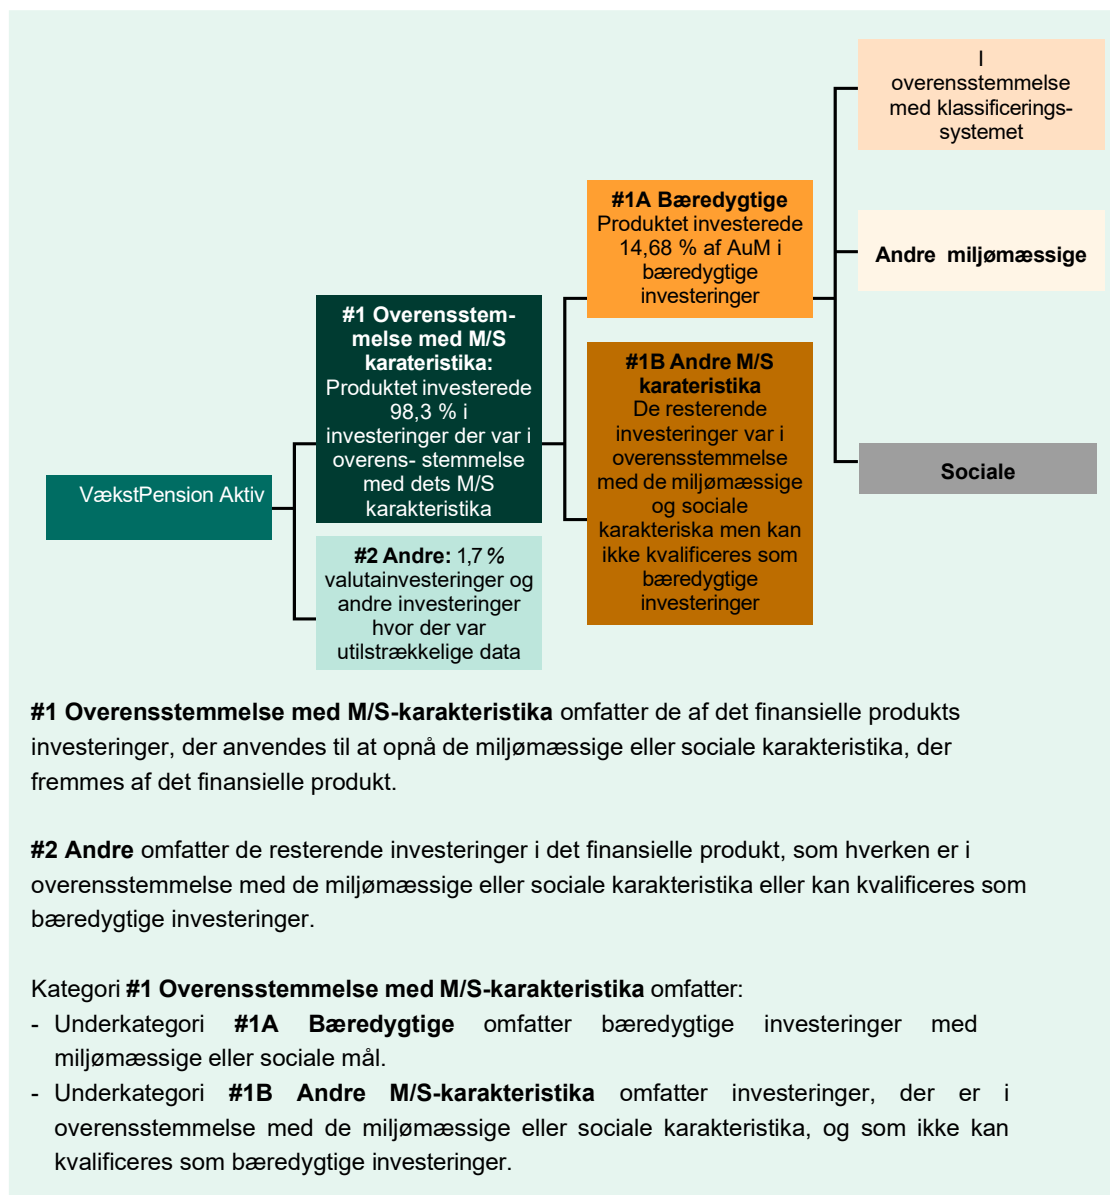 VækstPension Aktiv
#1 Overensstem-
melse med M/S
karateristika:
Produktet investerede
98,3 % i
investeringer der var i
overens- stemmelse
med dets M/S
karakteristika
#2 Andre: 1,7 %
valutainvesteringer og
andre investeringer
hvor der var
utilstrækkelige data
#1A Bæredygtige
Produktet investerede
14,68 % af AuM i
bæredygtige
investeringer
#1B Andre M/S
karateristika
De resterende
investeringer var i
overensstemmelse
med de miljømæssige
og sociale
karakteriska men kan
ikke kvalificeres som
bæredygtige
investeringer
I
overensstemmelse
med klassificerings-
systemet
Andre miljømæssige
Sociale
#1 Overensstemmelse med M/S-karakteristika omfatter de af det finansielle produkts
investeringer, der anvendes til at opnå de miljømæssige eller sociale karakteristika, der
fremmes af det finansielle produkt.
#2 Andre omfatter de resterende investeringer i det finansielle produkt, som hverken er i
overensstemmelse med de miljømæssige eller sociale karakteristika eller kan kvalificeres som
bæredygtige investeringer.
Kategori #1 Overensstemmelse med M/S-karakteristika omfatter:
- Underkategori #1A Bæredygtige omfatter bæredygtige investeringer med
miljømæssige eller sociale mål.
- Underkategori #1B Andre M/S-karakteristika omfatter investeringer, der er i
overensstemmelse med de miljømæssige eller sociale karakteristika, og som ikke kan
kvalificeres som bæredygtige investeringer.